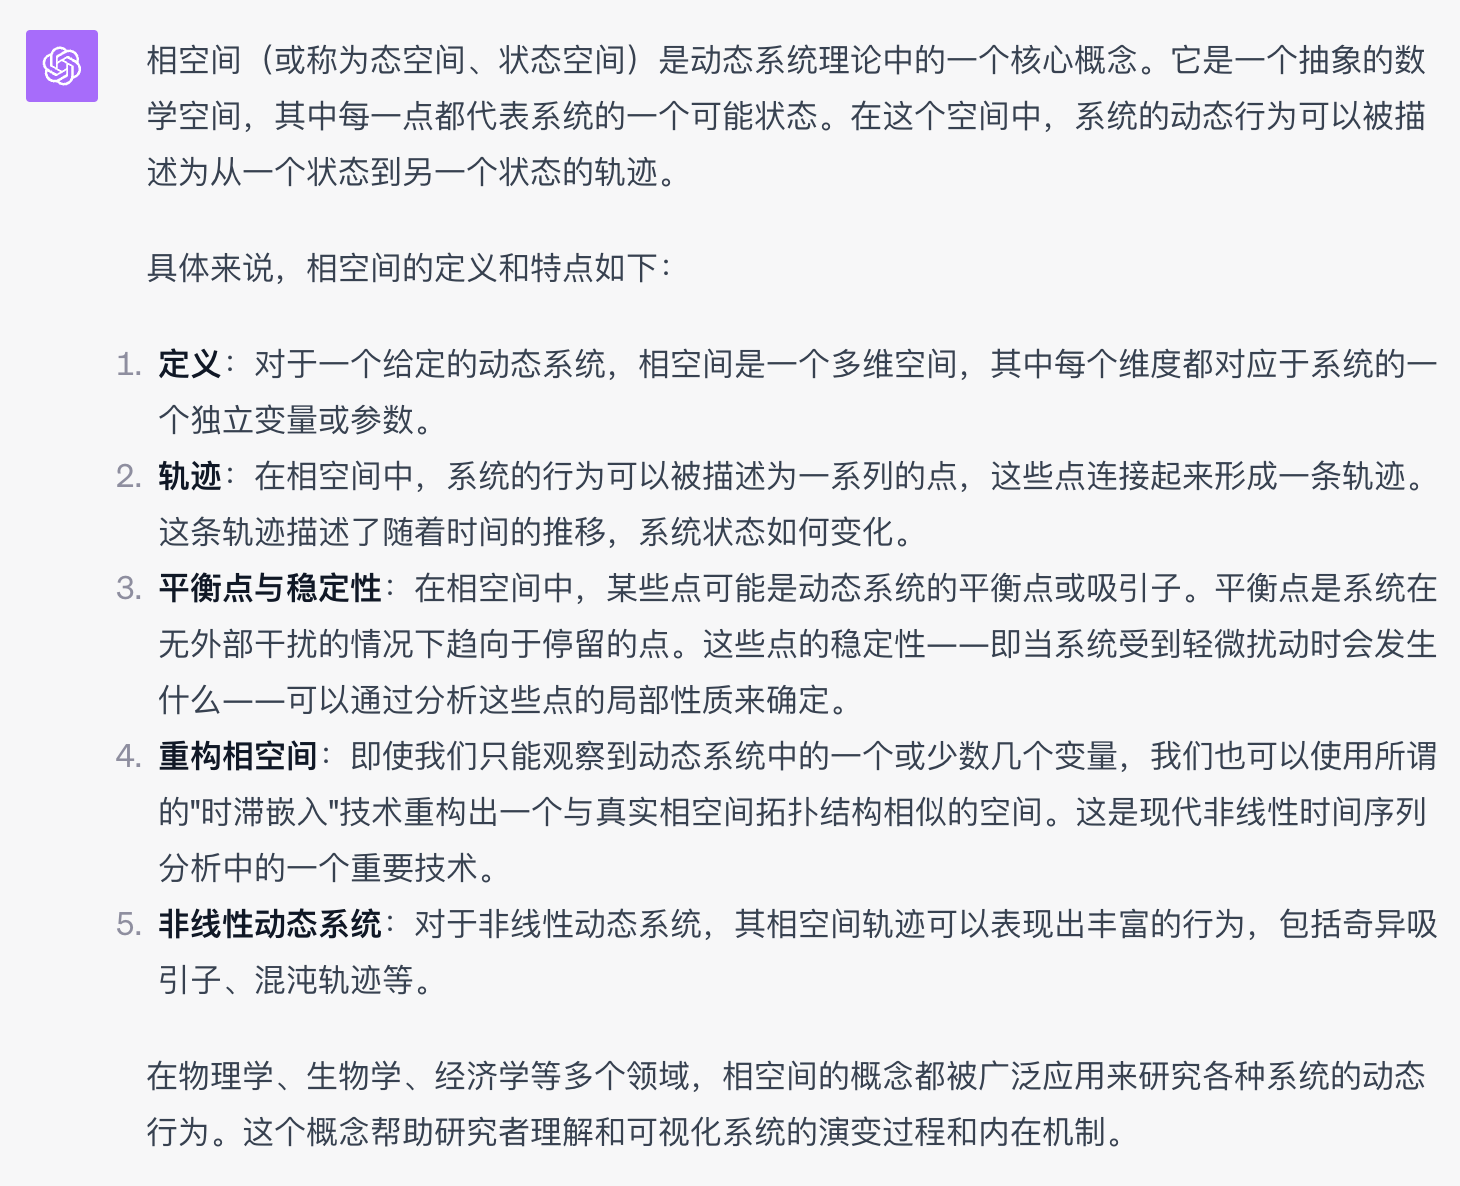 相空间（或称为态空间、状态空间）是动态系统理论中的一个核心概念。它是一个抽象的数
学空间，其中每一点都代表系统的一个可能状态。在这个空间中，系统的动态行为可以被描
述为从一个状态到另一个状态的轨迹。
具体来说，相空间的定义和特点如下：
1. 定义：对于一个给定的动态系统，相空间是一个多维空间，其中每个维度都对应于系统的一
个独立变量或参数。
2. 轨迹：在相空间中，系统的行为可以被描述为一系列的点，这些点连接起来形成一条轨迹。
这条轨迹描述了随着时间的推移，系统状态如何变化。
3. 平衡点与稳定性：在相空间中，某些点可能是动态系统的平衡点或吸引子。平衡点是系统在
无外部干扰的情况下趋向于停留的点。这些点的稳定性——即当系统受到轻微扰动时会发生
什么——可以通过分析这些点的局部性质来确定。
4. 重构相空间：即使我们只能观察到动态系统中的一个或少数几个变量，我们也可以使用所谓
的"时滞嵌入"技术重构出一个与真实相空间拓扑结构相似的空间。这是现代非线性时间序列
分析中的一个重要技术。
5. 非线性动态系统：对于非线性动态系统，其相空间轨迹可以表现出丰富的行为，包括奇异吸
引子、混沌轨迹等。
在物理学、生物学、经济学等多个领域，相空间的概念都被广泛应用来研究各种系统的动态
行为。这个概念帮助研究者理解和可视化系统的演变过程和内在机制。